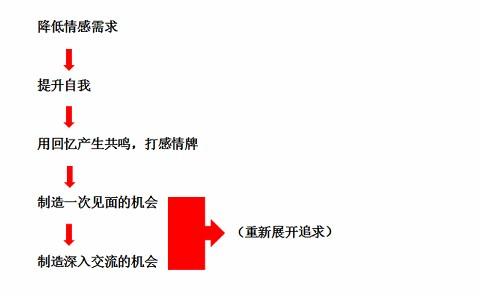 降低情感需求
提升自我
用回忆产生共鸣，打感情牌
制造一次见面的机会
（重新展开追求）
制造深入交流的机会